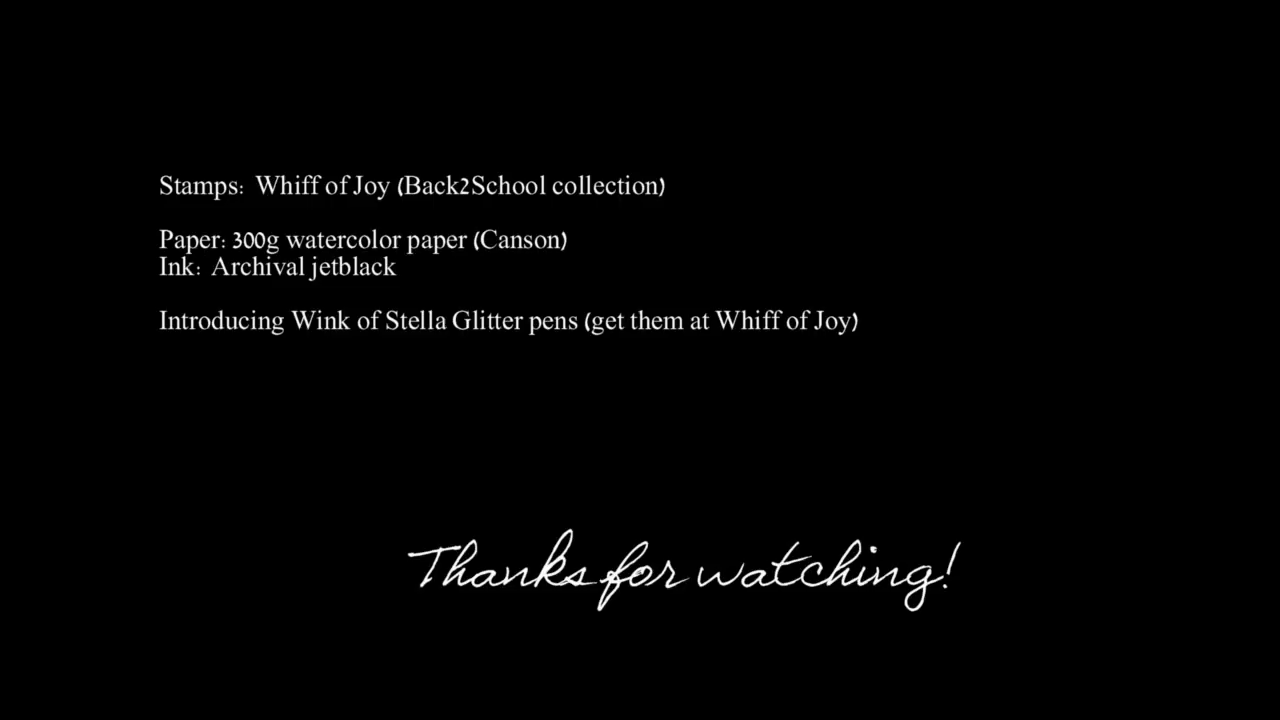 Stamps: Whiff of Joy (Back2School collection)
Paper: 300g watercolor paper (Canson)
Ink: Archival jetblack
Introducing Wink of Stella Glitter pens (get them at Whiff of Joy)
Thanks for watching!